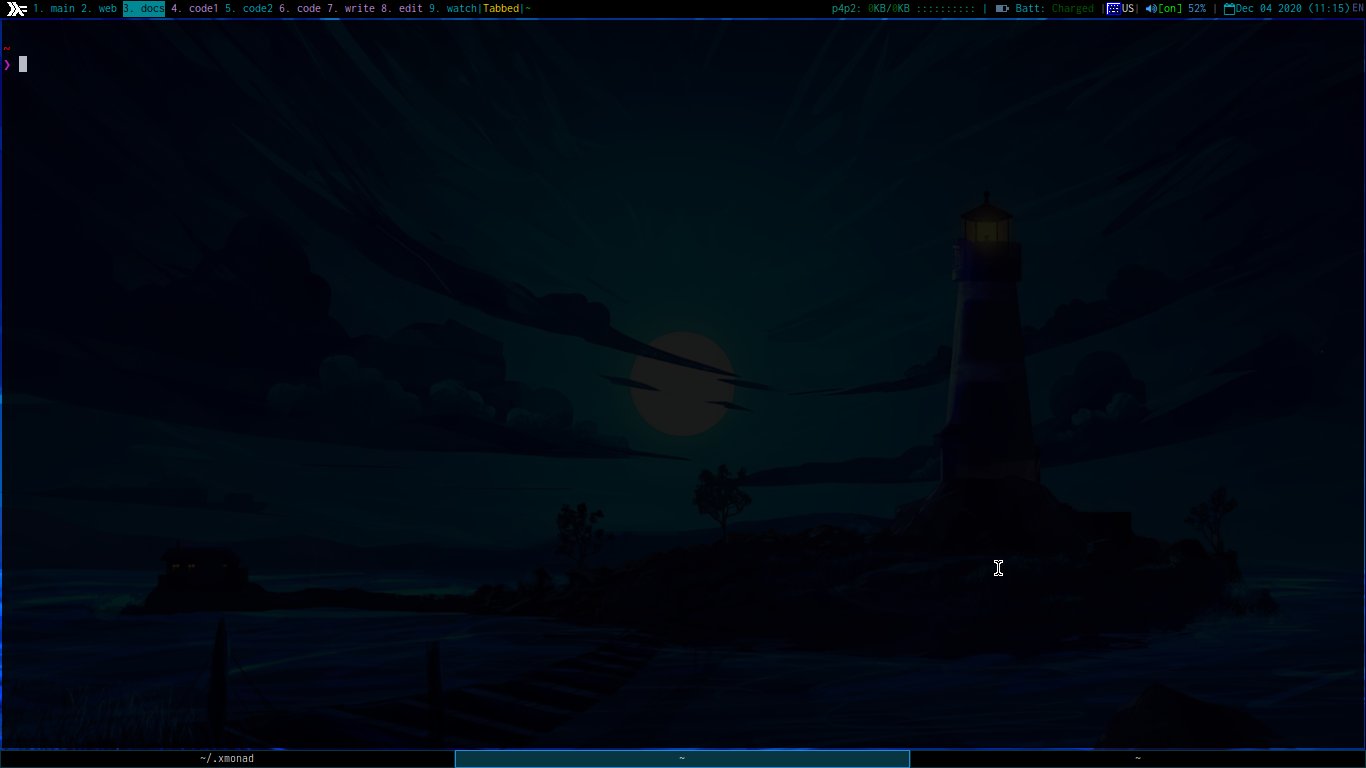 1. main 2. web 3. docs 4. code1 5. code2 6. code 7. write 8. edit 9. watch|Tabbed|~ p4p2: 0KB/0KB :::::::::: | Batt: Charged | US| [on] 52% | Dec 04 2020 (11:15) EN
~
❯
~/.xmonad ~ ~